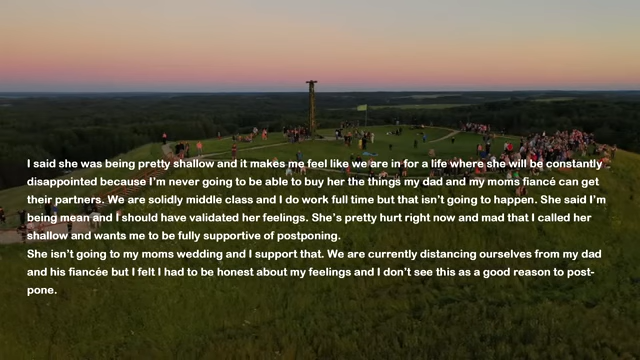 I said she was being pretty shallow and it makes me feel like we are in for a life where she will be constantly
disappointed because I’m never going to be able to buy her the things my dad and my moms fiancé can get
their partners. We are solidly middle class and I do work full time but that isn’t going to happen. She said I’m
being mean and I should have validated her feelings. She’s pretty hurt right now and mad that I called her
shallow and wants me to be fully supportive of postponing.
She isn’t going to my moms wedding and I support that. We are currently distancing ourselves from my dad
and his fiancée but I felt I had to be honest about my feelings and I don’t see this as a good reason to post-
pone.